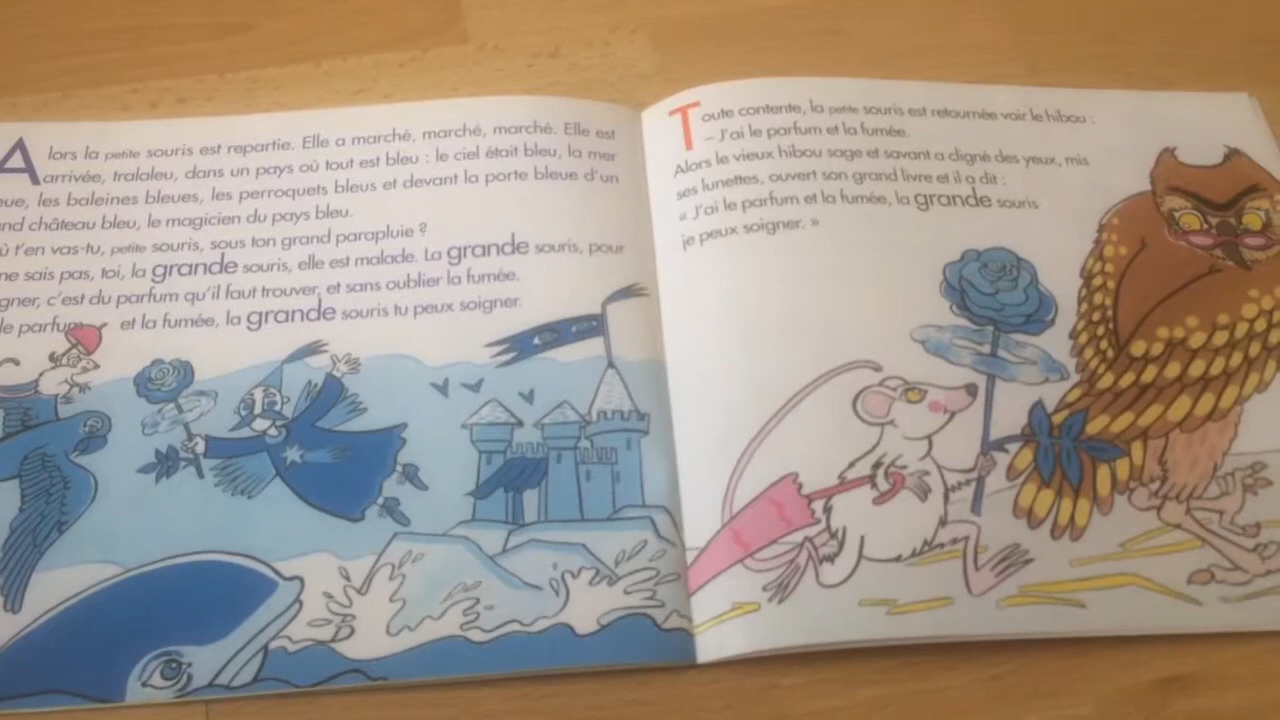 Alors la petite souris est repartie. Elle a marché, marché, marché. Elle est
arrivée, tralaleu, dans un pays où tout est bleu : le ciel était bleu, la mer
eue, les baleines bleues, les perroquets bleus et devant la porte bleue d'un
nd château bleu, le magicien du pays bleu.
ù t'en vas-tu, petite souris, sous ton grand parapluie ?
ne sais pas, toi, la grande souris, elle est malade. La grande souris, pour
gner, c'est du parfum qu'il faut trouver, et sans oublier la fumée.
le parfum et la fumée, la grande souris tu peux soigner.
Toute contente, la petite souris est retournée voir le hibou :
– J'ai le parfum et la fumée.
Alors le vieux hibou sage et savant a cligné des yeux, mis
ses lunettes, ouvert son grand livre et il a dit :
« J'ai le parfum et la fumée, la grande souris
je peux soigner. »